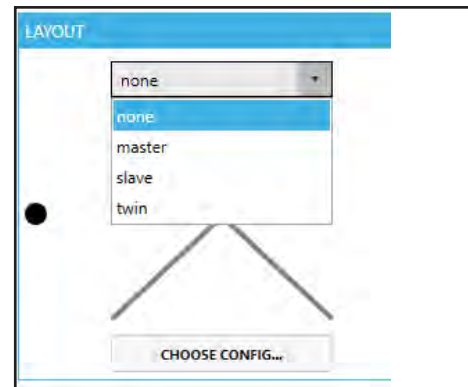 LAYOUT
none
none
master
slave
twin
CHOOSE CONFIG...